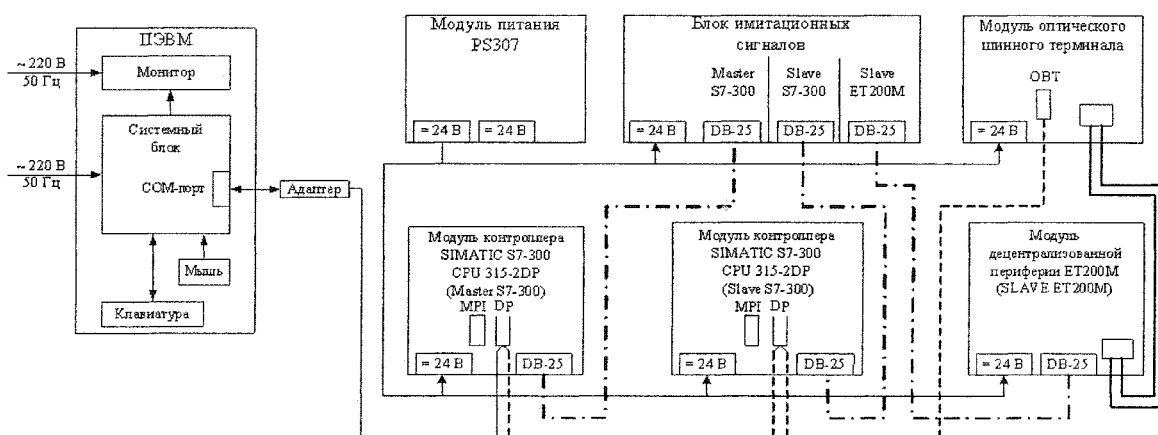 ПЭВМ
~ 220 В
50 Гц
Монитор
Системный
блок
~ 220 В
50 Гц
COM-порт
Адаптер
Мышь
Клавиатура
Модуль питания
PS307
= 24 В
= 24 В
Блок имитационных
сигналов
Master
S7-300
Slave
S7-300
Slave
ET200M
= 24 В
DB-25
DB-25
DB-25
Модуль оптического
шинного терминала
OBT
= 24 В
Модуль контроллера
SIMATIC S7-300
CPU 315-2DP
(Master S7-300)
MPI DP
= 24 В
DB-25
Модуль контроллера
SIMATIC S7-300
CPU 315-2DP
(Slave S7-300)
MPI DP
= 24 В
DB-25
Модуль
децентрализованной
периферии ET200M
(SLAVE ET200M)
= 24 В
DB-25